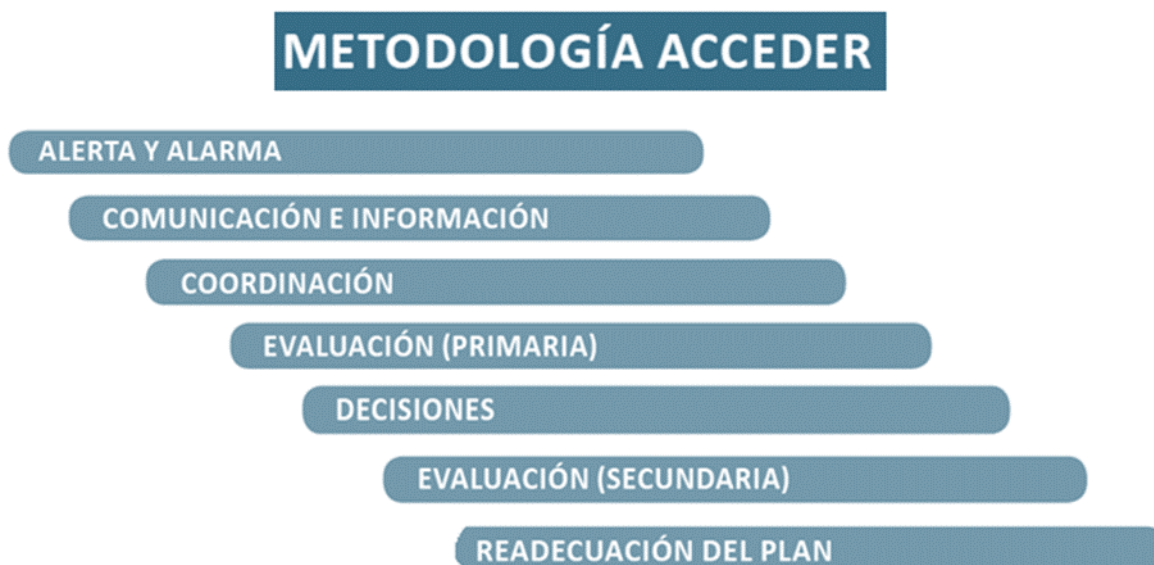 METODOLOGÍA ACCEDER
ALERTA Y ALARMA
COMUNICACIÓN E INFORMACIÓN
COORDINACIÓN
EVALUACIÓN (PRIMARIA)
DECISIONES
EVALUACIÓN (SECUNDARIA)
READECUACIÓN DEL PLAN